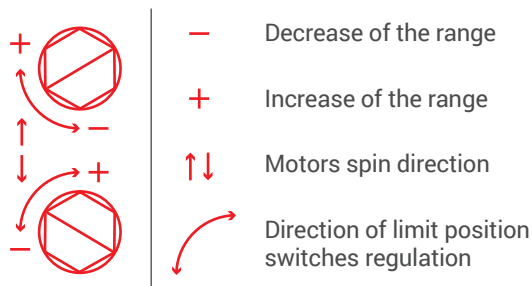 +
−
+
−
− Decrease of the range
+ Increase of the range
↑↓ Motors spin direction
Direction of limit position
switches regulation